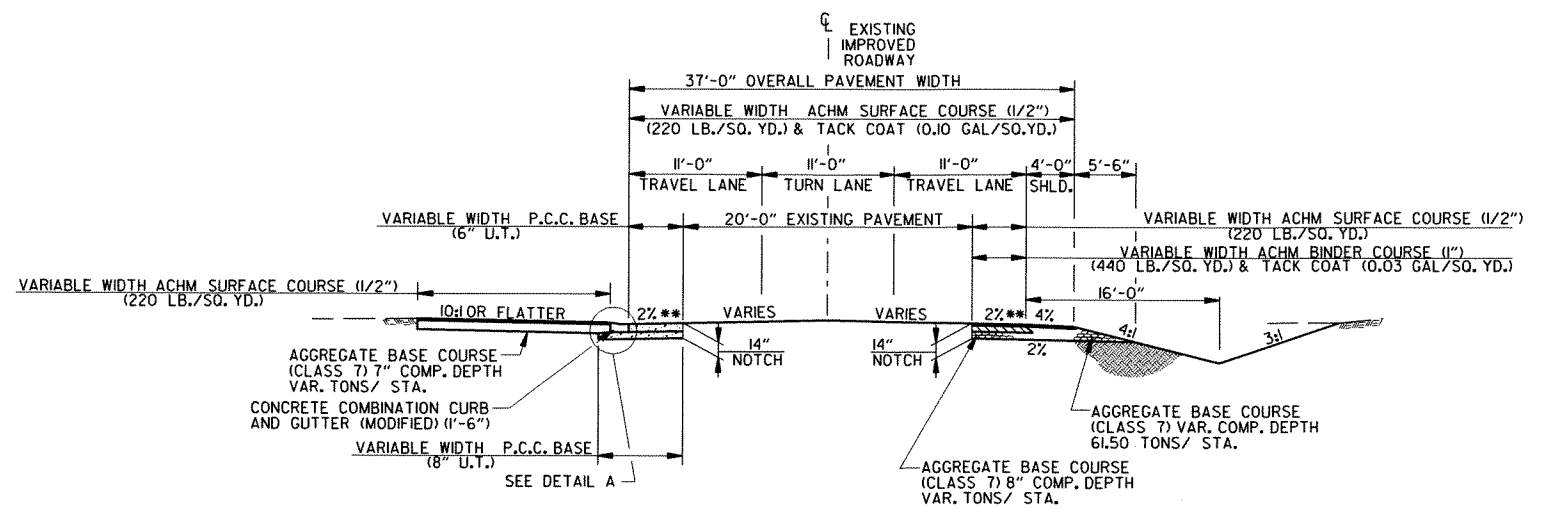 ℄ EXISTING
IMPROVED
ROADWAY
37'-0" OVERALL PAVEMENT WIDTH
VARIABLE WIDTH ACHM SURFACE COURSE (1/2")
(220 LB./SQ. YD.) & TACK COAT (0.10 GAL/SQ.YD.)
11'-0"
TRAVEL LANE
11'-0"
TURN LANE
11'-0"
TRAVEL LANE
4'-0"
SHLD.
5'-6"
VARIABLE WIDTH P.C.C. BASE
(6" U.T.)
20'-0" EXISTING PAVEMENT
VARIABLE WIDTH ACHM SURFACE COURSE (1/2")
(220 LB./SQ. YD.)
VARIABLE WIDTH ACHM BINDER COURSE (1")
(440 LB./SQ. YD.) & TACK COAT (0.03 GAL/SQ.YD.)
VARIABLE WIDTH ACHM SURFACE COURSE (1/2")
(220 LB./SQ. YD.)
16'-0"
10:1 OR FLATTER
2% **
VARIES
VARIES
2% **
4%
4:1
3:1
14"
NOTCH
14"
NOTCH
2%
AGGREGATE BASE COURSE
(CLASS 7) 7" COMP. DEPTH
VAR. TONS/ STA.
CONCRETE COMBINATION CURB
AND GUTTER (MODIFIED) (1'-6")
VARIABLE WIDTH P.C.C. BASE
(8" U.T.)
SEE DETAIL A
AGGREGATE BASE COURSE
(CLASS 7) VAR. COMP. DEPTH
61.50 TONS/ STA.
AGGREGATE BASE COURSE
(CLASS 7) 8" COMP. DEPTH
VAR. TONS/ STA.